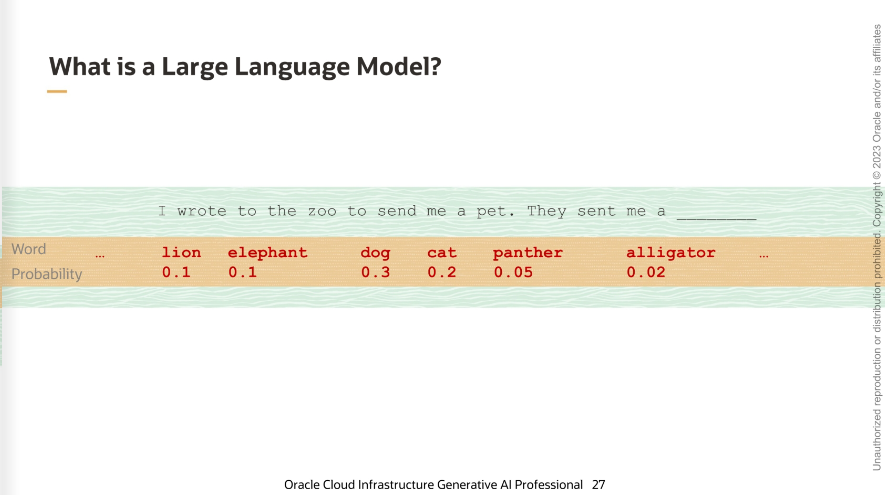 What is a Large Language Model?
I wrote to the zoo to send me a pet. They sent me a ________
Word ... lion elephant dog cat panther alligator ...
Probability 0.1 0.1 0.3 0.2 0.05 0.02
Oracle Cloud Infrastructure Generative AI Professional 27
Unauthorized reproduction or distribution prohibited. Copyright © 2023 Oracle and/or its affiliates